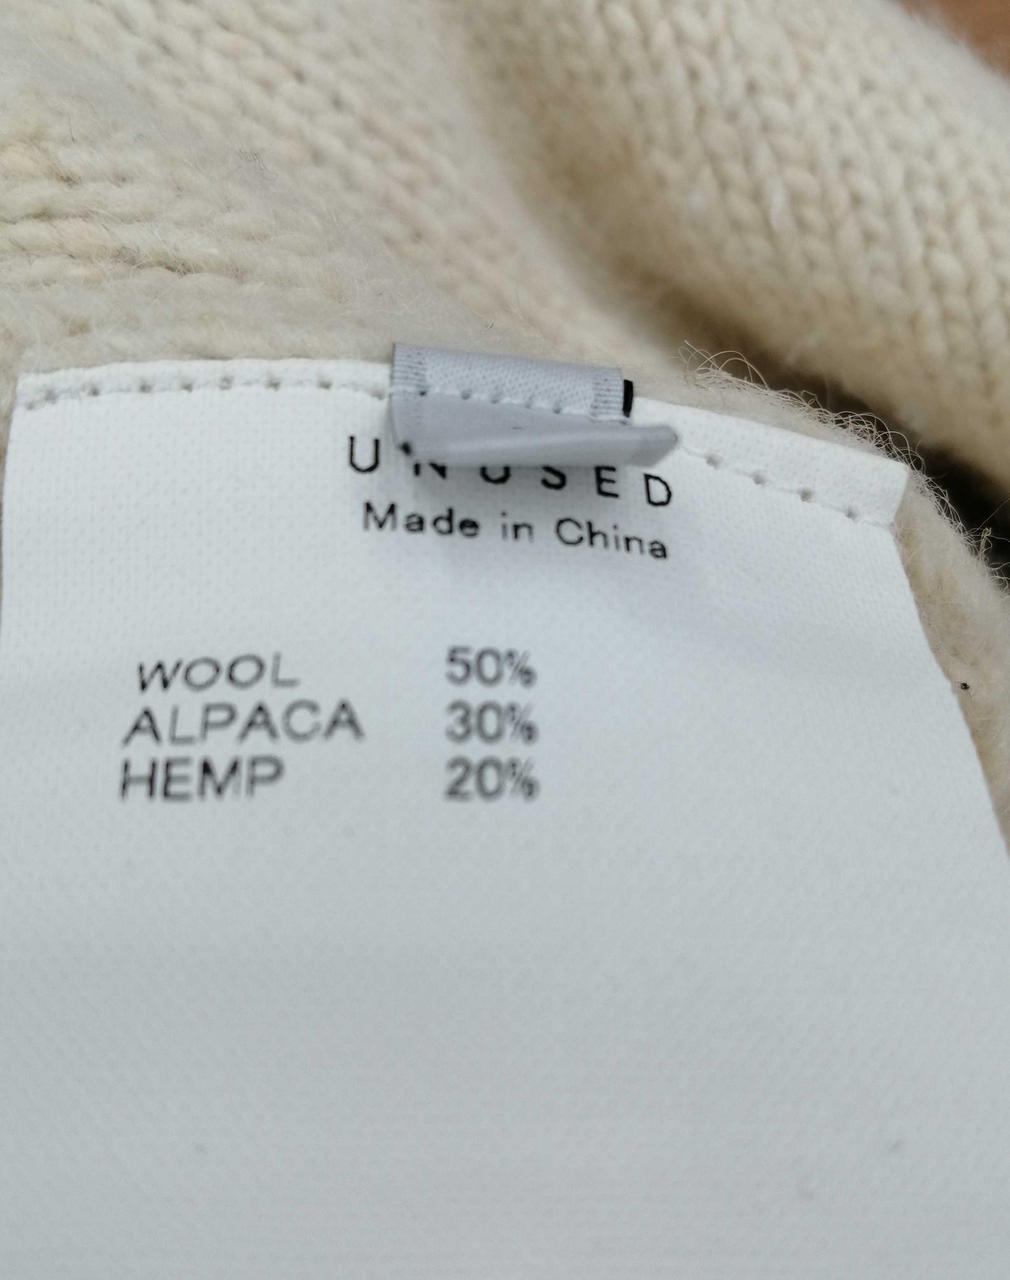 UNUSED
Made in China
WOOL 50%
ALPACA 30%
HEMP 20%